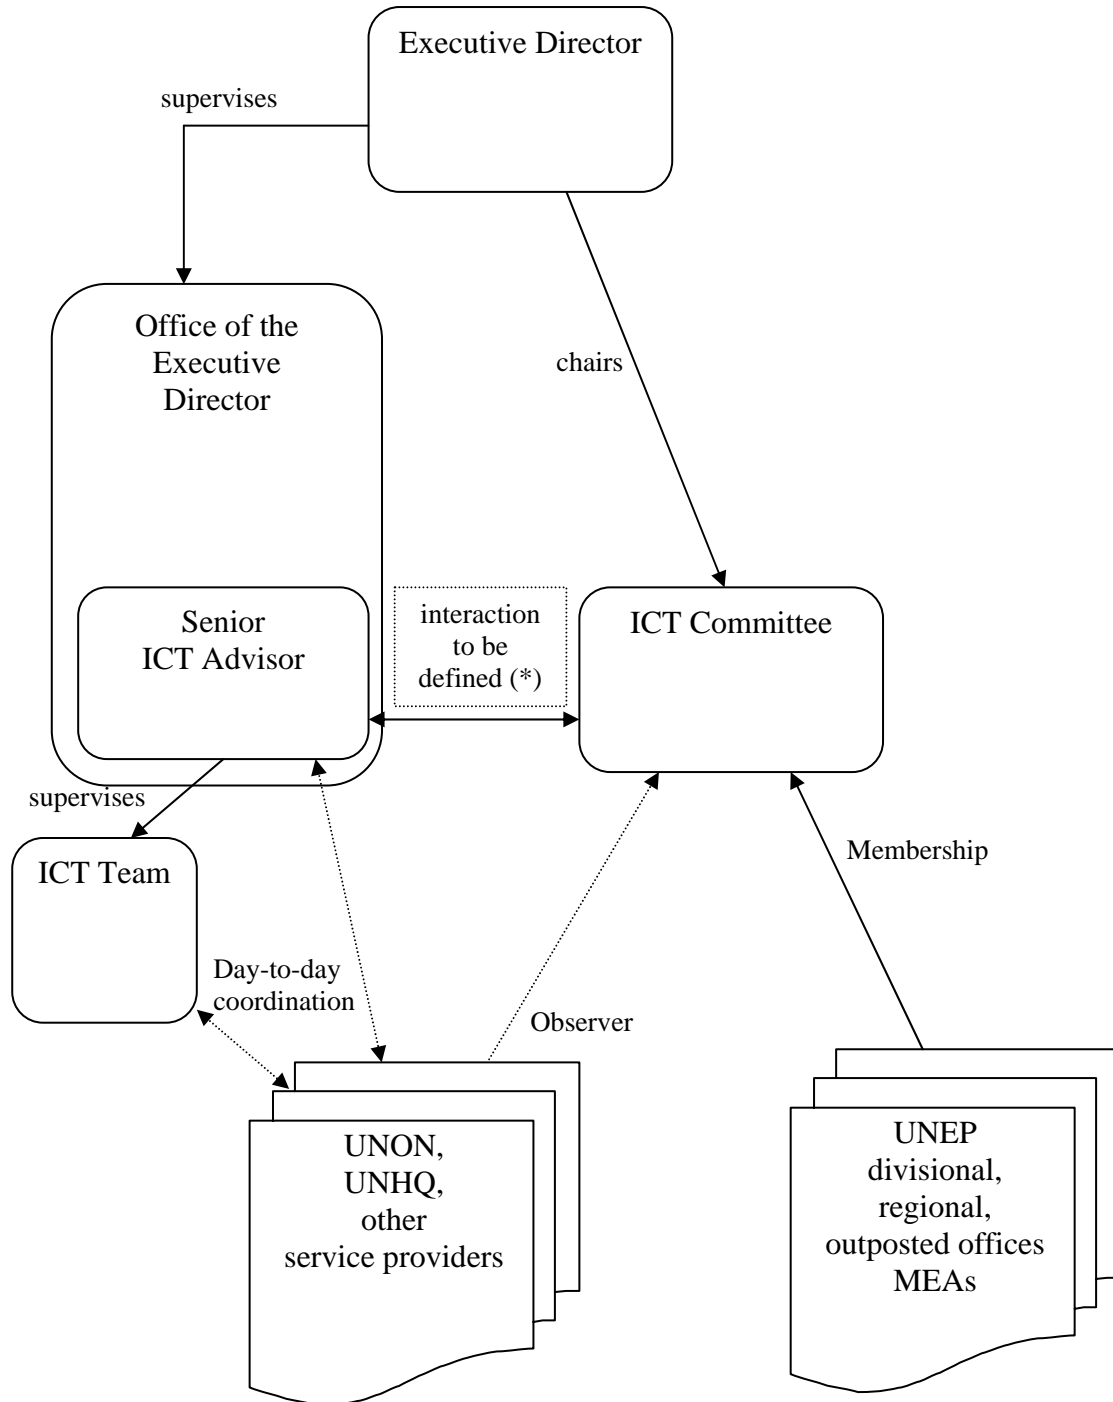 Executive Director
supervises
Office of the
Executive
Director
chairs
Senior
ICT Advisor
interaction
to be
defined (*)
ICT Committee
supervises
ICT Team
Membership
Day-to-day
coordination
Observer
UNON,
UNHQ,
other
service providers
UNEP
divisional,
regional,
outposted offices
MEAs